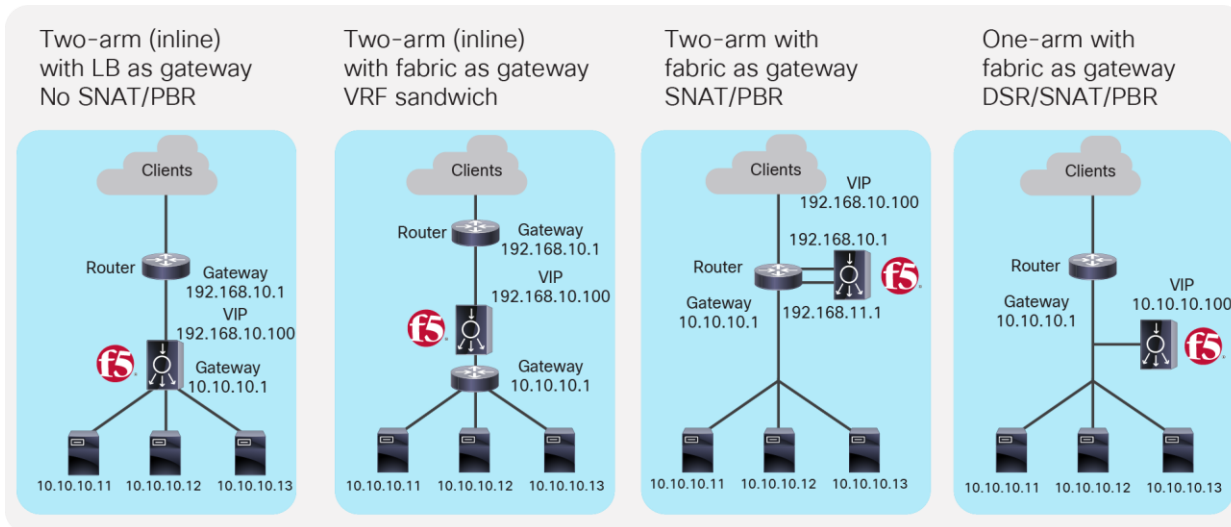 Two-arm (inline)
with LB as gateway
No SNAT/PBR
Clients
Router
Gateway
192.168.10.1
VIP
192.168.10.100
f5
Gateway
10.10.10.1
10.10.10.11 10.10.10.12 10.10.10.13
Two-arm (inline)
with fabric as gateway
VRF sandwich
Clients
Router
Gateway
192.168.10.1
VIP
192.168.10.100
f5
Gateway
10.10.10.1
10.10.10.11 10.10.10.12 10.10.10.13
Two-arm with
fabric as gateway
SNAT/PBR
Clients
VIP
192.168.10.100
192.168.10.1
Router
f5
Gateway
10.10.10.1
192.168.11.1
10.10.10.11 10.10.10.12 10.10.10.13
One-arm with
fabric as gateway
DSR/SNAT/PBR
Clients
Router
Gateway
10.10.10.1
VIP
10.10.10.100
f5
10.10.10.11 10.10.10.12 10.10.10.13